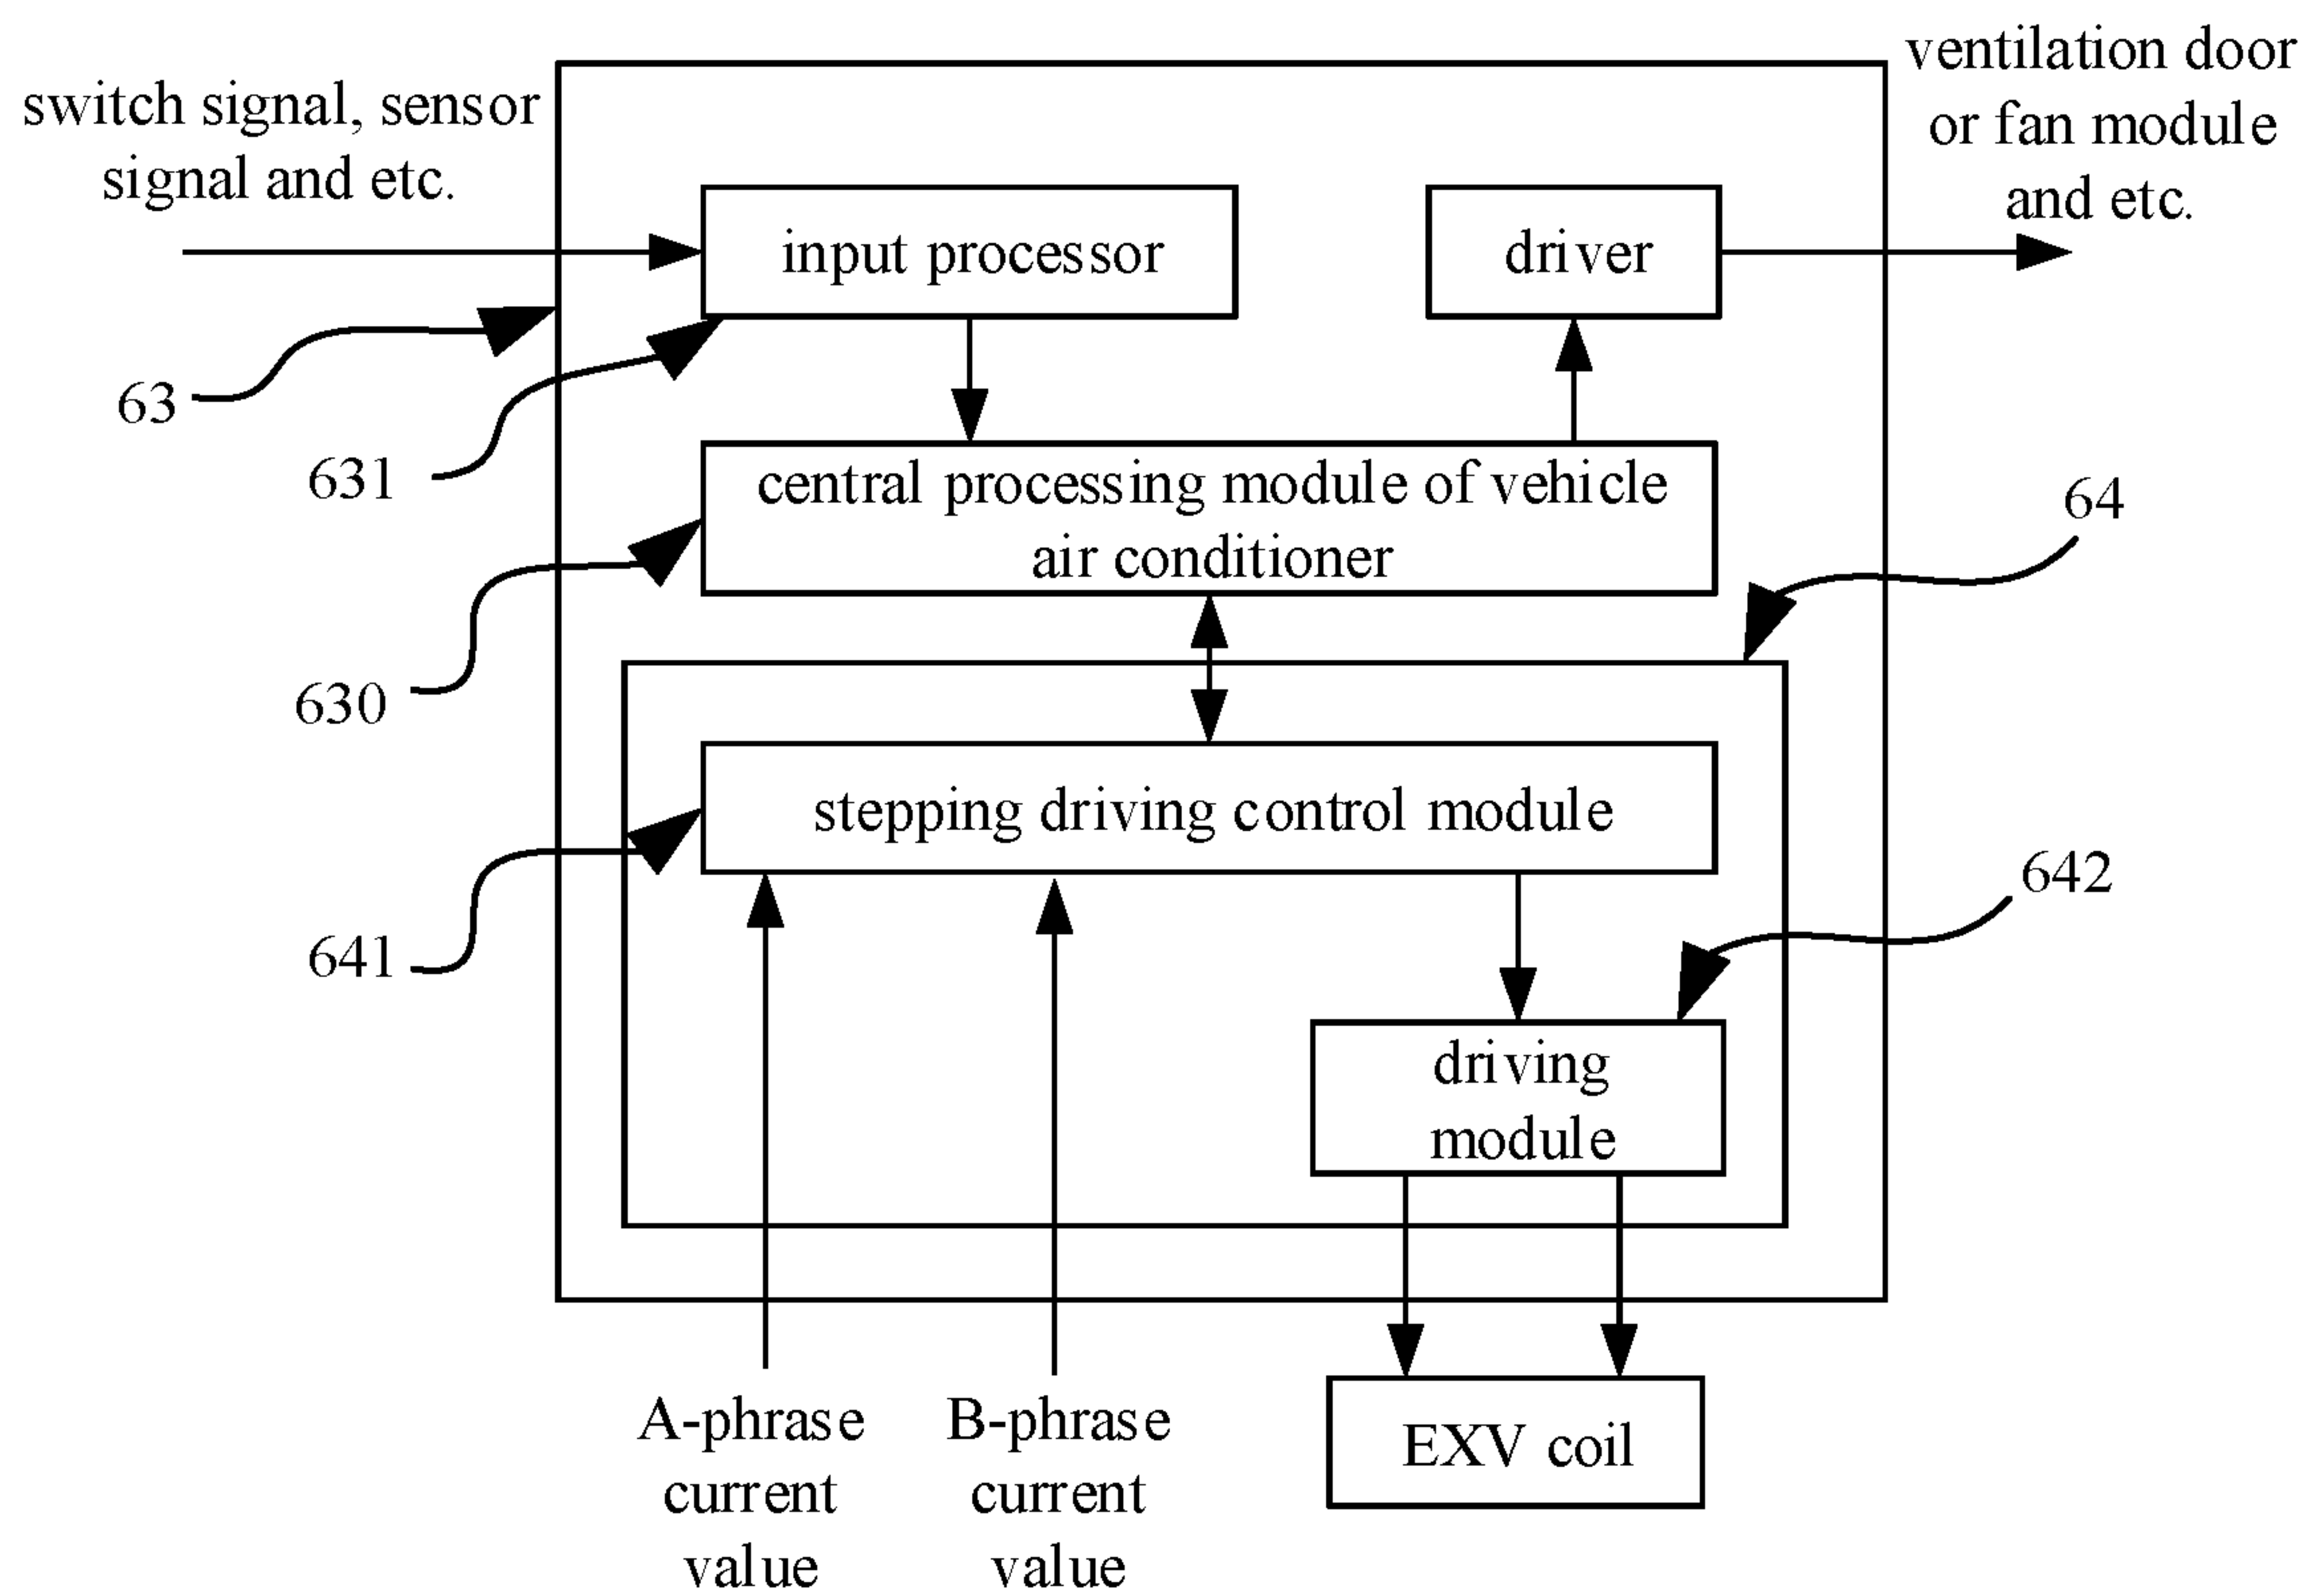 switch signal, sensor
signal and etc.
ventilation door
or fan module
and etc.
input processor
driver
63
631
central processing module of vehicle
air conditioner
64
630
stepping driving control module
642
641
driving
module
A-phrase
current
value
B-phrase
current
value
EXV coil